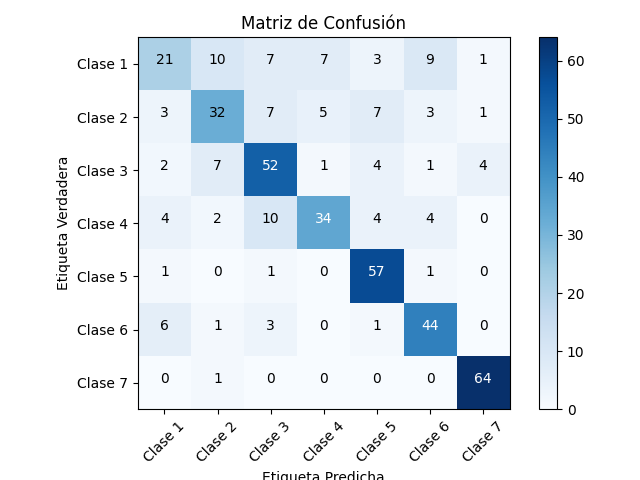 Matriz de Confusión
Clase 1 21 10 7 7 3 9 1
Clase 2 3 32 7 5 7 3 1
Clase 3 2 7 52 1 4 1 4
Clase 4 4 2 10 34 4 4 0
Clase 5 1 0 1 0 57 1 0
Clase 6 6 1 3 0 1 44 0
Clase 7 0 1 0 0 0 0 64
Clase 1 Clase 2 Clase 3 Clase 4 Clase 5 Clase 6 Clase 7
Etiqueta Verdadera
Etiqueta Predicha
60
50
40
30
20
10
0